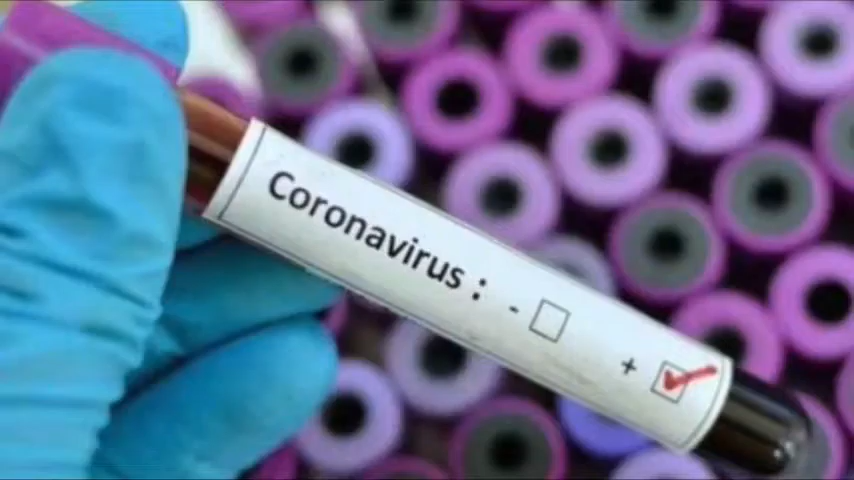 Coronavirus : - ☐
+ ☑